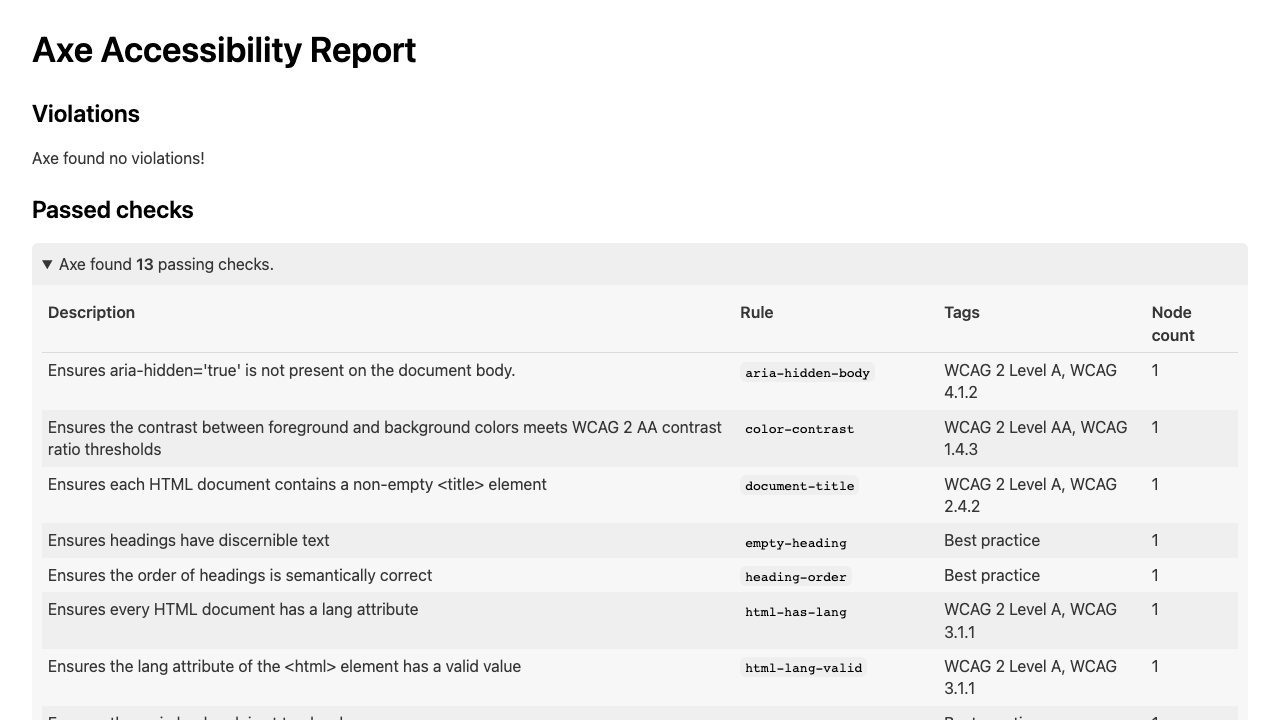 Axe Accessibility Report
Violations
Axe found no violations!
Passed checks
▼ Axe found 13 passing checks.
Description Rule Tags Node
count
Ensures aria-hidden='true' is not present on the document body. aria-hidden-body WCAG 2 Level A, WCAG 1
4.1.2
Ensures the contrast between foreground and background colors meets WCAG 2 AA contrast color-contrast WCAG 2 Level AA, WCAG 1
ratio thresholds 1.4.3
Ensures each HTML document contains a non-empty <title> element document-title WCAG 2 Level A, WCAG 1
2.4.2
Ensures headings have discernible text empty-heading Best practice 1
Ensures the order of headings is semantically correct heading-order Best practice 1
Ensures every HTML document has a lang attribute html-has-lang WCAG 2 Level A, WCAG 1
3.1.1
Ensures the lang attribute of the <html> element has a valid value html-lang-valid WCAG 2 Level A, WCAG 1
3.1.1